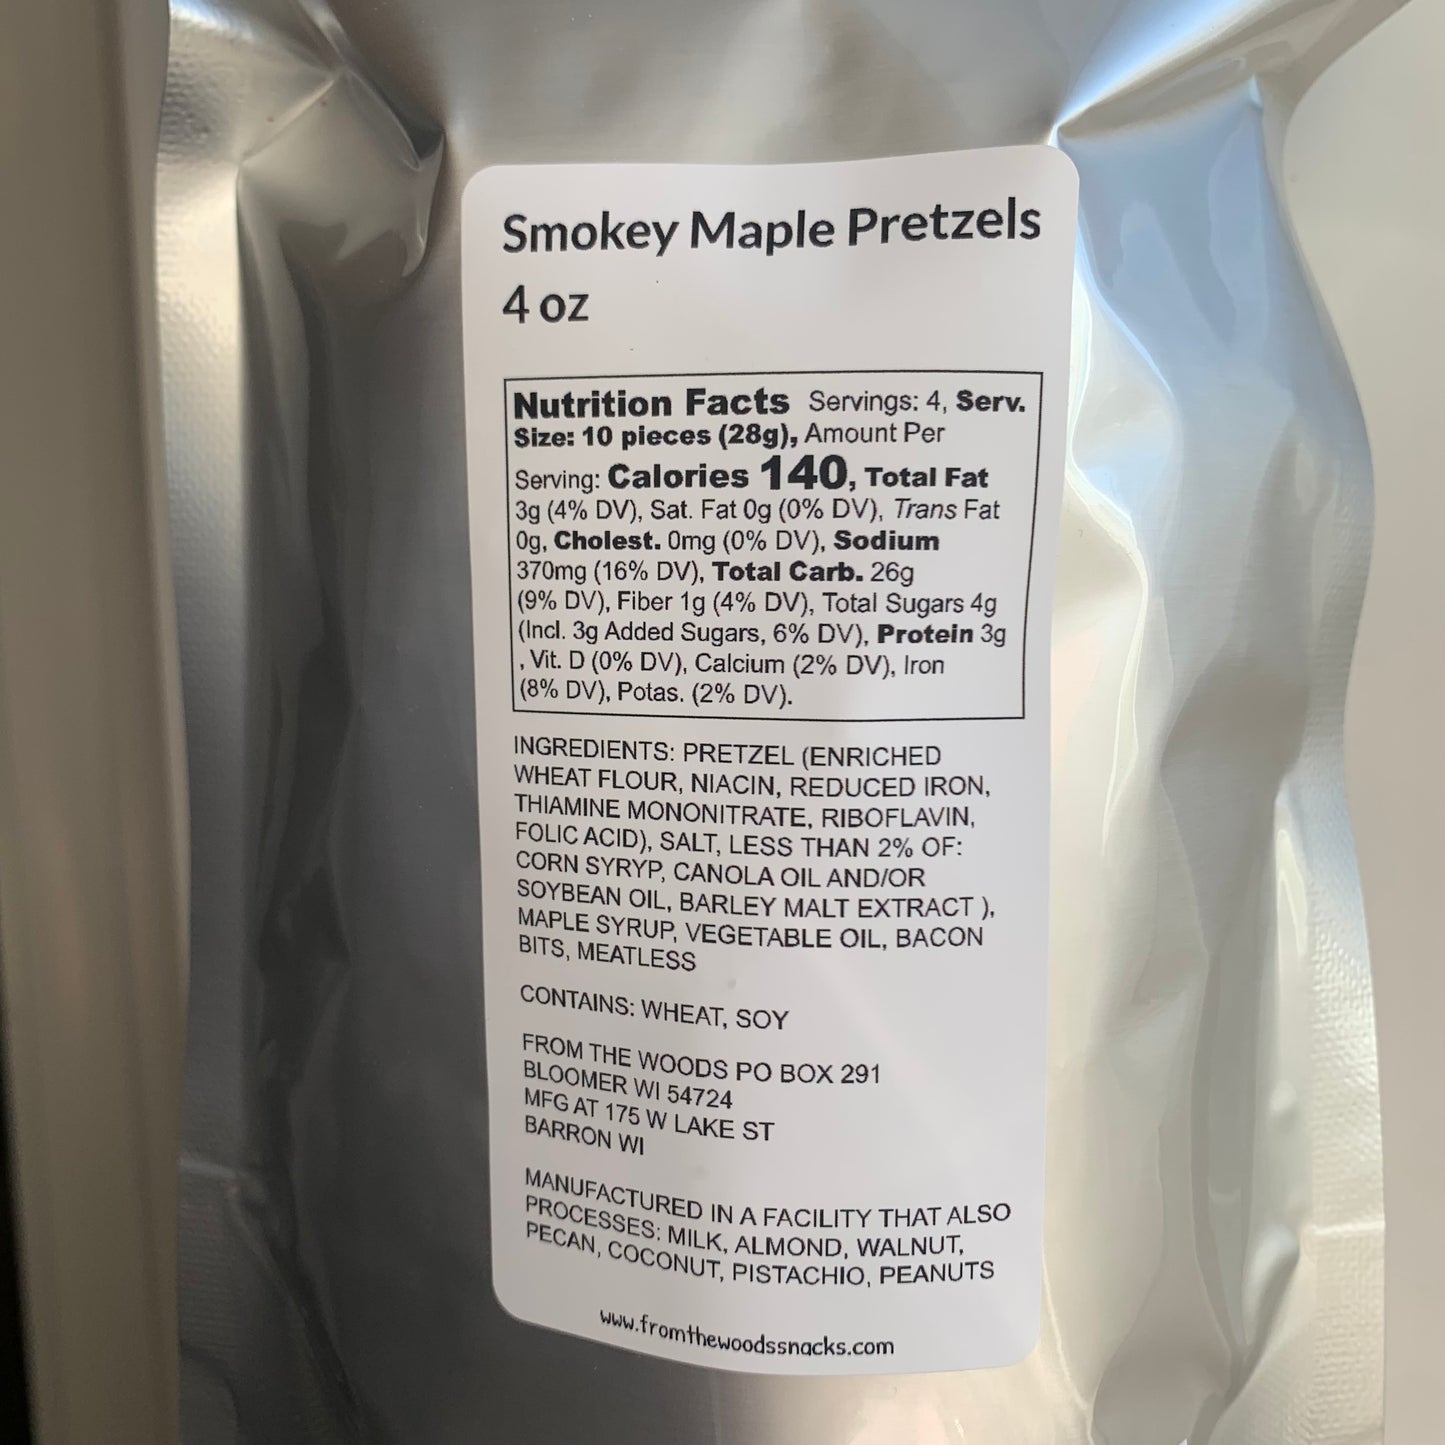 Smokey Maple Pretzels
4 oz
Nutrition Facts Servings: 4, Serv.
Size: 10 pieces (28g), Amount Per
Serving: Calories 140, Total Fat
3g (4% DV), Sat. Fat 0g (0% DV), Trans Fat
0g, Cholest. 0mg (0% DV), Sodium
370mg (16% DV), Total Carb. 26g
(9% DV), Fiber 1g (4% DV), Total Sugars 4g
(Incl. 3g Added Sugars, 6% DV), Protein 3g
, Vit. D (0% DV), Calcium (2% DV), Iron
(8% DV), Potas. (2% DV).
INGREDIENTS: PRETZEL (ENRICHED
WHEAT FLOUR, NIACIN, REDUCED IRON,
THIAMINE MONONITRATE, RIBOFLAVIN,
FOLIC ACID), SALT, LESS THAN 2% OF:
CORN SYRYP, CANOLA OIL AND/OR
SOYBEAN OIL, BARLEY MALT EXTRACT ),
MAPLE SYRUP, VEGETABLE OIL, BACON
BITS, MEATLESS
CONTAINS: WHEAT, SOY
FROM THE WOODS PO BOX 291
BLOOMER WI 54724
MFG AT 175 W LAKE ST
BARRON WI
MANUFACTURED IN A FACILITY THAT ALSO
PROCESSES: MILK, ALMOND, WALNUT,
PECAN, COCONUT, PISTACHIO, PEANUTS
www.fromthewoodssnacks.com